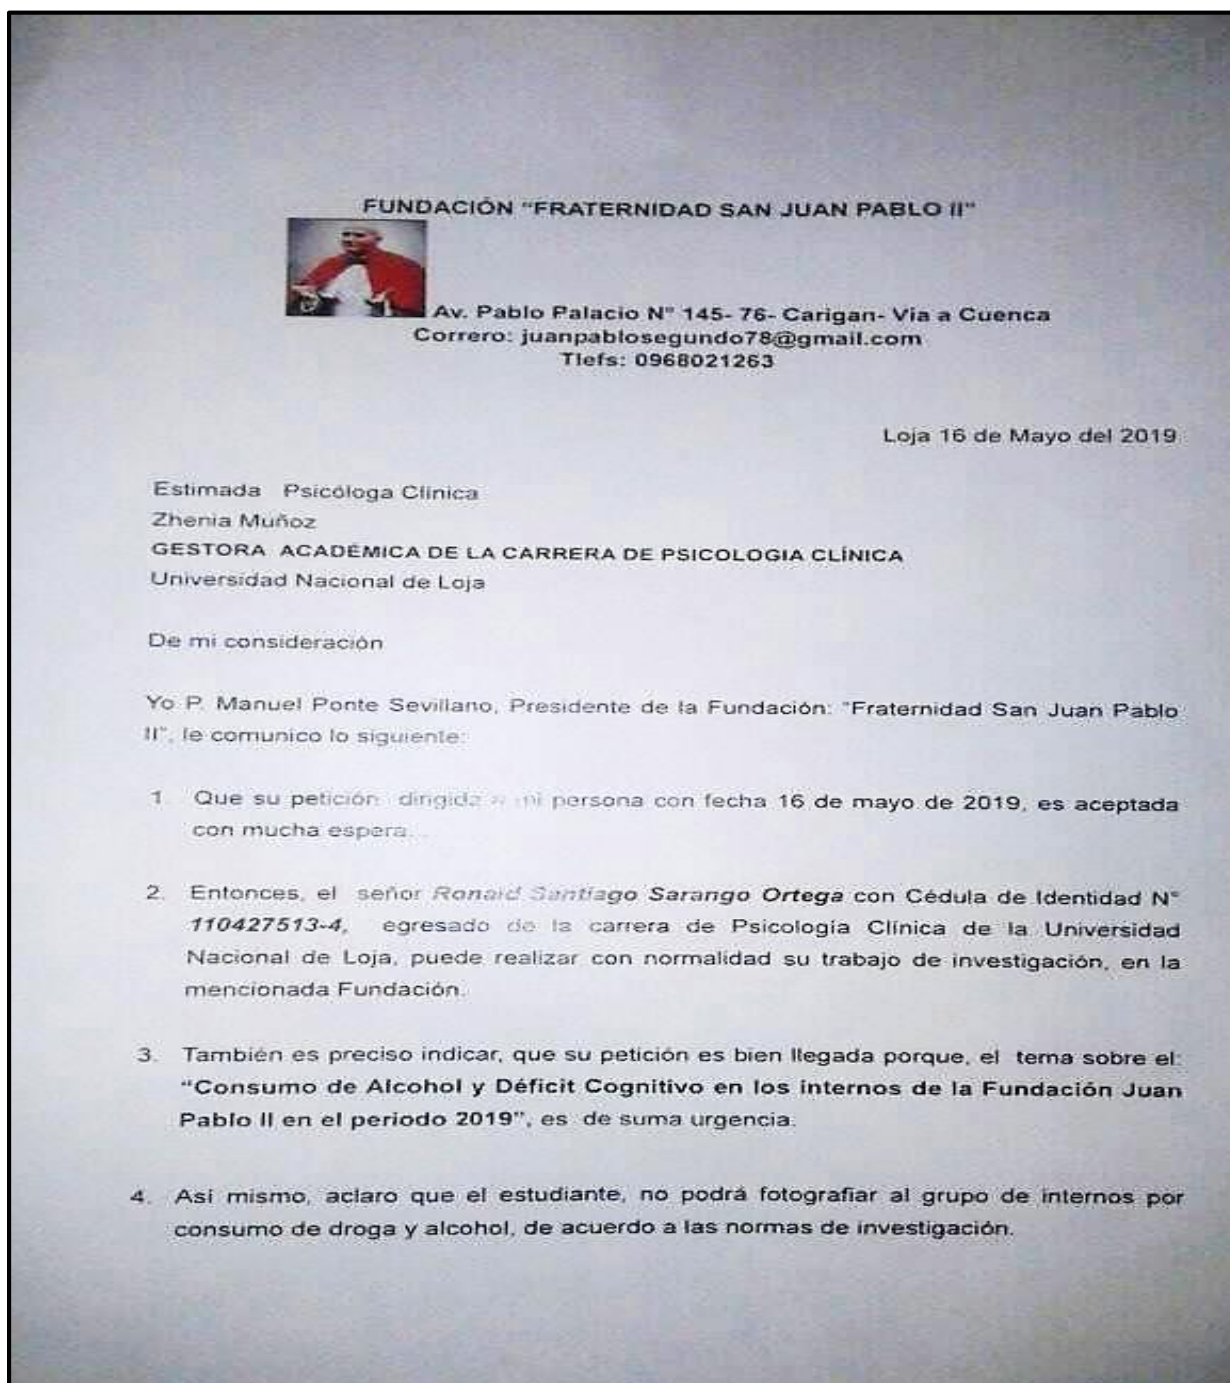 FUNDACIÓN "FRATERNIDAD SAN JUAN PABLO II"
Av. Pablo Palacio N° 145- 76- Carigan- Via a Cuenca
Correro: juanpablosegundo78@gmail.com
Tlefs: 0968021263
Loja 16 de Mayo del 2019
Estimada Psicóloga Clínica
Zhenia Muñoz
GESTORA ACADÉMICA DE LA CARRERA DE PSICOLOGIA CLÍNICA
Universidad Nacional de Loja
De mi consideración
Yo P. Manuel Ponte Sevillano, Presidente de la Fundación: "Fraternidad San Juan Pablo
II", le comunico lo siguiente:
1. Que su petición dirigida a mi persona con fecha 16 de mayo de 2019, es aceptada
con mucha espera...
2. Entonces, el señor Ronald Santiago Sarango Ortega con Cédula de Identidad N°
110427513-4, egresado de la carrera de Psicología Clínica de la Universidad
Nacional de Loja, puede realizar con normalidad su trabajo de investigación, en la
mencionada Fundación.
3. También es preciso indicar, que su petición es bien llegada porque, el tema sobre el:
"Consumo de Alcohol y Déficit Cognitivo en los internos de la Fundación Juan
Pablo II en el periodo 2019", es de suma urgencia.
4. Así mismo, aclaro que el estudiante, no podrá fotografiar al grupo de internos por
consumo de droga y alcohol, de acuerdo a las normas de investigación.